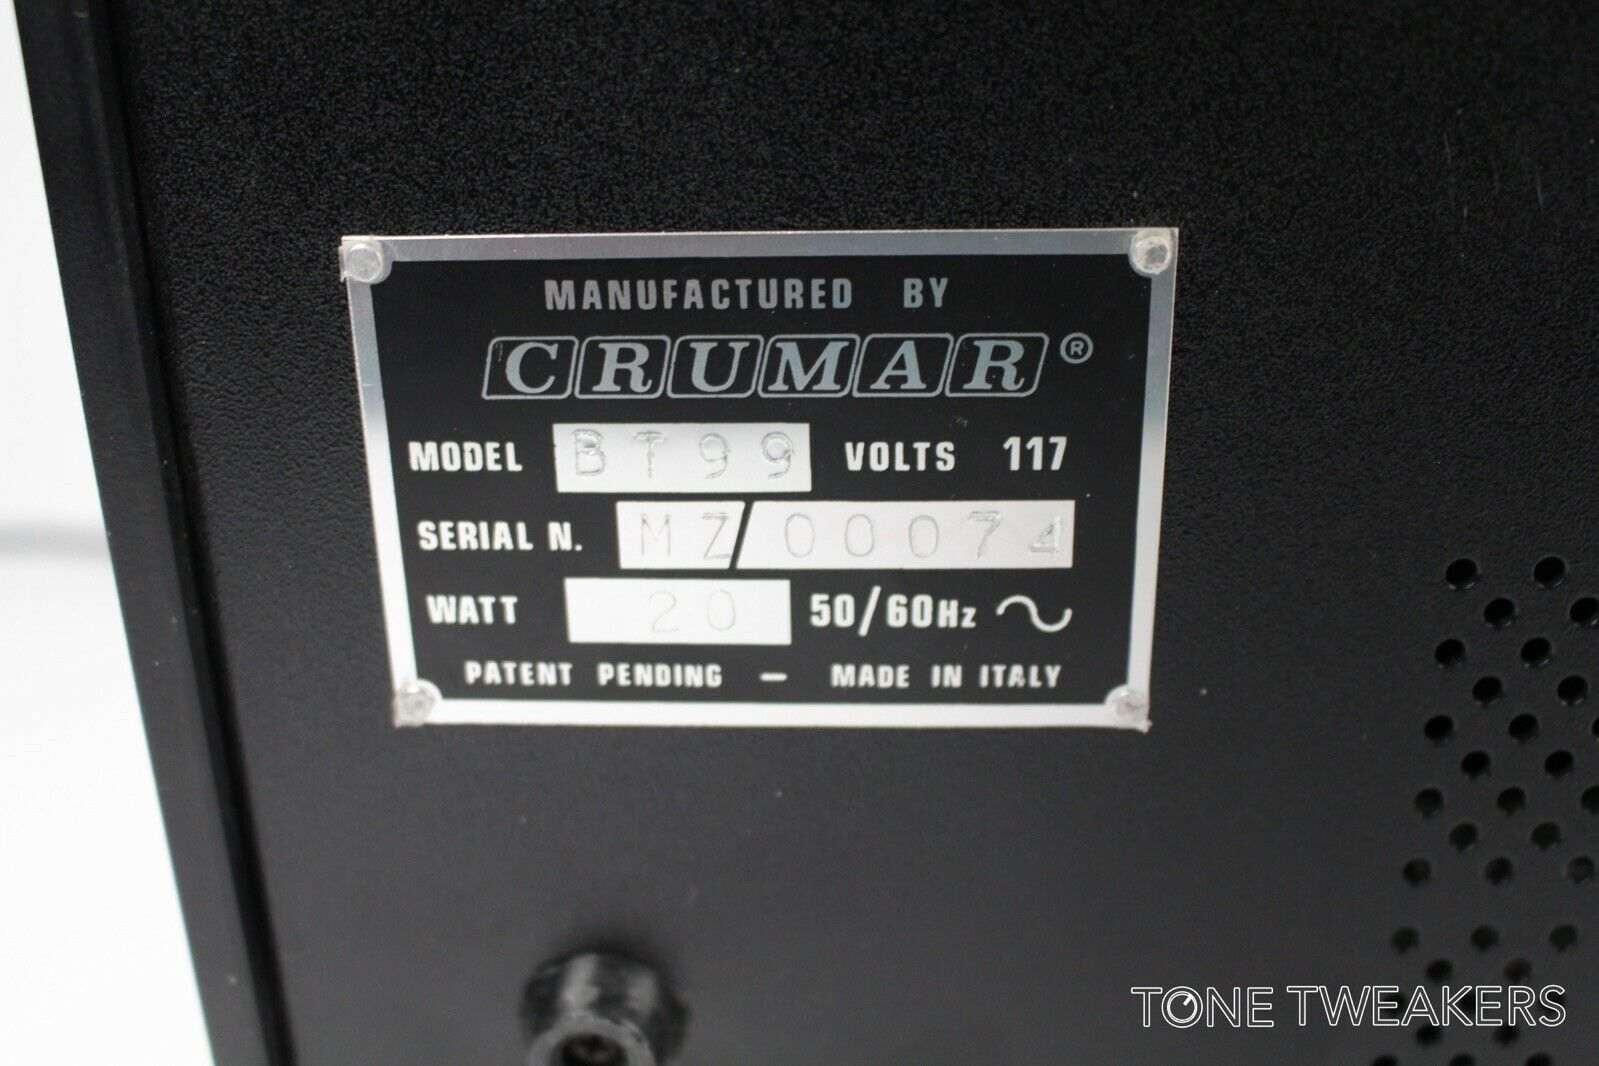 MANUFACTURED BY
CRUMAR®
MODEL BT99 VOLTS 117
SERIAL N. MZ/00074
WATT 20 50/60Hz
PATENT PENDING — MADE IN ITALY
TONE TWEAKERS